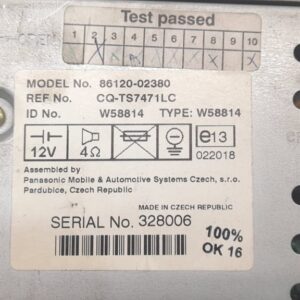 OPEN
Test passed
1 2 3 4 5 6 7 8 9 10
MODEL No. 86120-02380
REF No. CQ-TS7471LC
ID No. W58814 TYPE: W58814
12V 4Ω e13
022018
Assembled by
Panasonic Mobile & Automotive Systems Czech, s.r.o.
Pardubice, Czech Republic
MADE IN CZECH REPUBLIC
SERIAL No. 328006
100%
OK 16